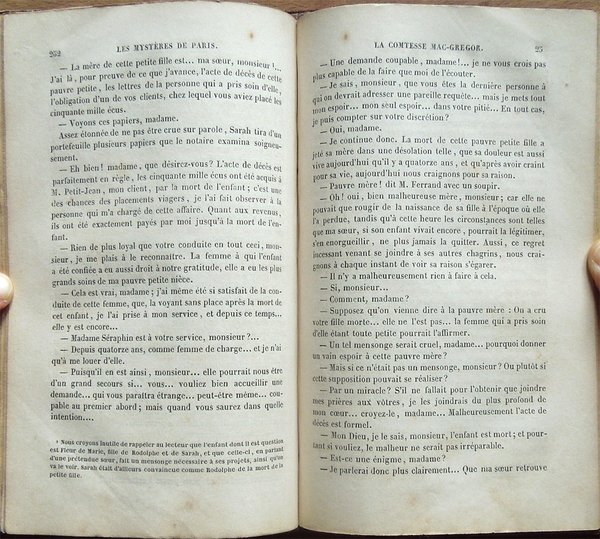 252 LES MYSTÈRES DE PARIS.
— La mère de cette petite fille est... ma sœur, monsieur ¹...
J'ai là, pour preuve de ce que j'avance, l'acte de décès de cette
pauvre petite, les lettres de la personne qui a pris soin d'elle,
l'obligation d'un de vos clients, chez lequel vous aviez placé les
cinquante mille écus.
— Voyons ces papiers, madame.
Assez étonnée de ne pas être crue sur parole, Sarah tira d'un
portefeuille plusieurs papiers que le notaire examina soigneu-
sement.
— Eh bien! madame, que désirez-vous? L'acte de décès est
parfaitement en règle, les cinquante mille écus ont été acquis à
M. Petit-Jean, mon client, par la mort de l'enfant; c'est une
des chances des placements viagers, je l'ai fait observer à la
personne qui m'a chargé de cette affaire. Quant aux revenus,
ils ont été exactement payés par moi jusqu'à la mort de l'en-
fant.
— Rien de plus loyal que votre conduite en tout ceci, mon-
sieur, je me plais à le reconnaître. La femme à qui l'enfant
a été confiée a eu aussi droit à notre gratitude, elle a eu les plus
grands soins de ma pauvre petite nièce.
— Cela est vrai, madame; j'ai même été si satisfait de la con-
duite de cette femme, que, la voyant sans place après la mort de
cet enfant, je l'ai prise à mon service, et depuis ce temps...
elle y est encore...
— Madame Séraphin est à votre service, monsieur?...
— Depuis quatorze ans, comme femme de charge... et je n'ai
qu'à me louer d'elle.
— Puisqu'il en est ainsi, monsieur... elle pourrait nous être
d'un grand secours si... vous... vouliez bien accueillir une
demande... qui vous paraîtra étrange... peut-être même... cou-
pable au premier abord; mais quand vous saurez dans quelle
intention....
¹ Nous croyons inutile de rappeler au lecteur que l'enfant dont il est question
est Fleur de Marie, fille de Rodolphe et de Sarah, et que celle-ci, en parlant
d'une prétendue sœur, fait un mensonge nécessaire à ses projets, ainsi qu'on
va le voir. Sarah était d'ailleurs convaincue comme Rodolphe de la mort de la
petite fille.
LA COMTESSE MAC-GREGOR. 25
— Une demande coupable, madame!... je ne vous crois pas
plus capable de la faire que moi de l'écouter.
— Je sais, monsieur, que vous êtes la dernière personne à
qui on devrait adresser une pareille requête... mais je mets tout
mon espoir... mon seul espoir... dans votre pitié... En tout cas,
je puis compter sur votre discrétion?
— Oui, madame.
— Je continue donc. La mort de cette pauvre petite fille a
jeté sa mère dans une désolation telle, que sa douleur est aussi
vive aujourd'hui qu'il y a quatorze ans, et qu'après avoir craint
pour sa vie, aujourd'hui nous craignons pour sa raison.
— Pauvre mère! dit M. Ferrand avec un soupir.
— Oh! oui, bien malheureuse mère, monsieur; car elle ne
pouvait que rougir de la naissance de sa fille à l'époque où elle
l'a perdue, tandis qu'à cette heure les circonstances sont telles
que ma sœur, si son enfant vivait encore, pourrait la légitimer,
s'en enorgueillir, ne plus jamais la quitter. Aussi, ce regret
incessant venant se joindre à ses autres chagrins, nous crai-
gnons à chaque instant de voir sa raison s'égarer.
— Il n'y a malheureusement rien à faire à cela.
— Si, monsieur...
— Comment, madame?
— Supposez qu'on vienne dire à la pauvre mère : On a cru
votre fille morte... elle ne l'est pas... la femme qui a pris soin
d'elle étant toute petite pourrait l'affirmer.
— Un tel mensonge serait cruel, madame... pourquoi donner
un vain espoir à cette pauvre mère?
— Mais si ce n'était pas un mensonge, monsieur? Ou plutôt si
cette supposition pouvait se réaliser?
— Par un miracle? S'il ne fallait pour l'obtenir que joindre
mes prières aux vôtres, je les joindrais du plus profond de
mon cœur... croyez-le, madame... Malheureusement l'acte de
décès est formel.
— Mon Dieu, je le sais, monsieur, l'enfant est mort; et pour-
tant si vouliez, le malheur ne serait pas irréparable.
— Est-ce une énigme, madame?
— Je parlerai donc plus clairement... Que ma sœur retrouve